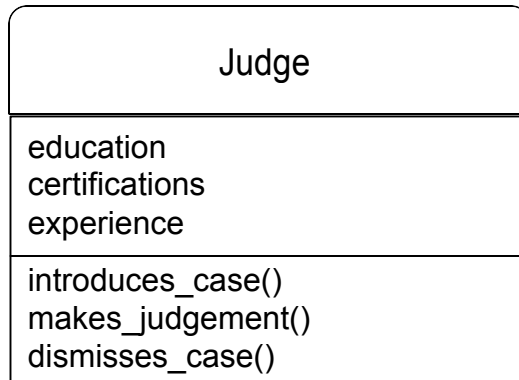 Judge
education
certifications
experience
introduces_case()
makes_judgement()
dismisses_case()